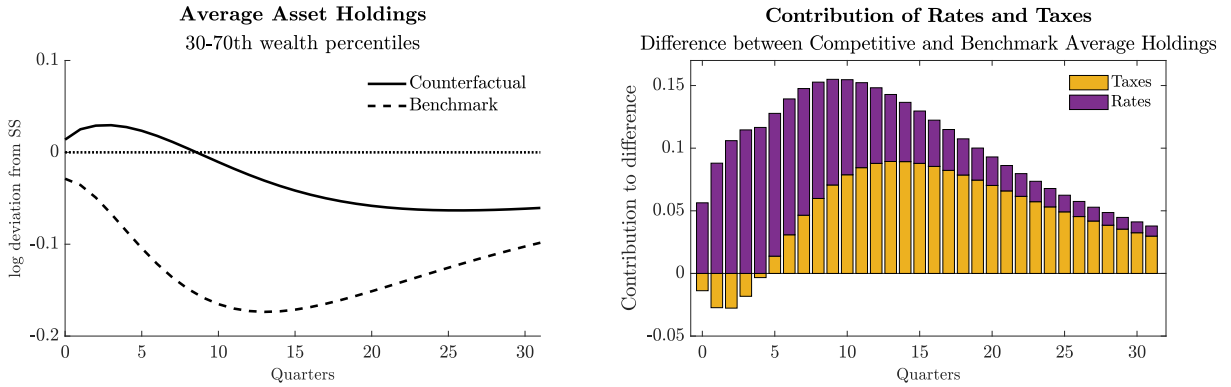 Average Asset Holdings
30-70th wealth percentiles
log deviation from SS
0.1
0
-0.1
-0.2
Counterfactual
Benchmark
0 5 10 15 20 25 30
Quarters
Contribution of Rates and Taxes
Difference between Competitive and Benchmark Average Holdings
Contribution to difference
0.15
0.1
0.05
0
-0.05
Taxes
Rates
0 5 10 15 20 25 30
Quarters